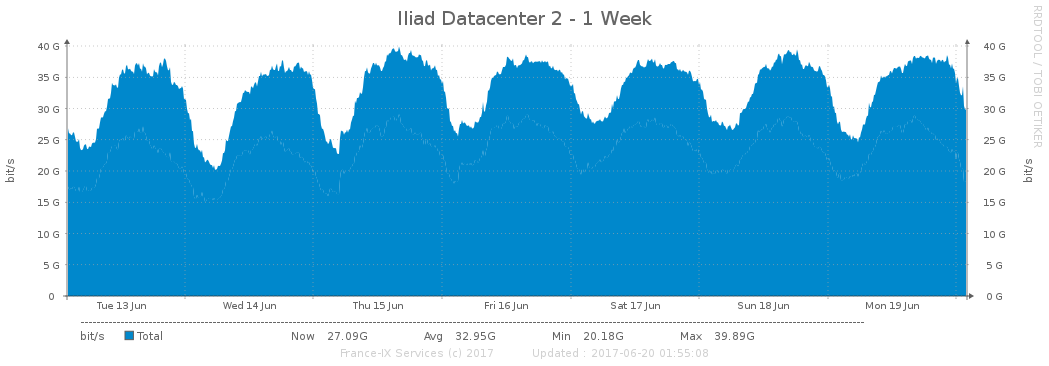 Iliad Datacenter 2 - 1 Week
RRDTOOL / TOBI OETIKER
40 G 40 G
35 G 35 G
30 G 30 G
25 G 25 G
20 G 20 G
15 G 15 G
10 G 10 G
5 G 5 G
0 0 G
bit/s bit/s
Tue 13 Jun Wed 14 Jun Thu 15 Jun Fri 16 Jun Sat 17 Jun Sun 18 Jun Mon 19 Jun
bit/s Total Now 27.09G Avg 32.95G Min 20.18G Max 39.89G
France-IX Services (c) 2017 Updated : 2017-06-20 01:55:08